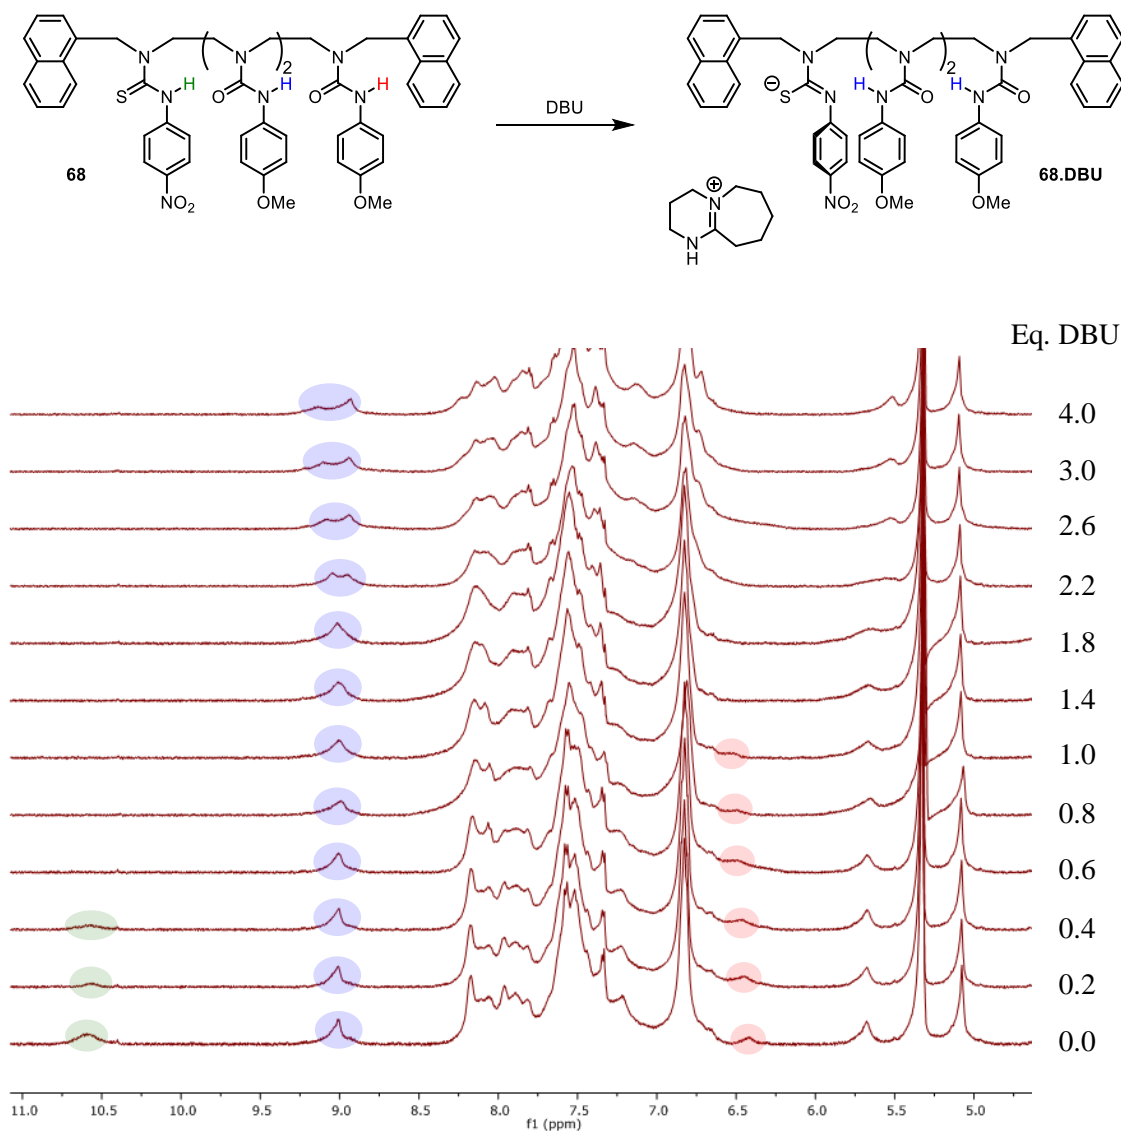 N N N
2
S N H O N H O N H
68
NO₂ OMe OMe
DBU
N N N
2
⊖ S N H N O H N O
68.DBU
NO₂ OMe OMe
⊕
N
N
H
Eq. DBU
4.0
3.0
2.6
2.2
1.8
1.4
1.0
0.8
0.6
0.4
0.2
0.0
11.0 10.5 10.0 9.5 9.0 8.5 8.0 7.5 7.0 6.5 6.0 5.5 5.0
f1 (ppm)